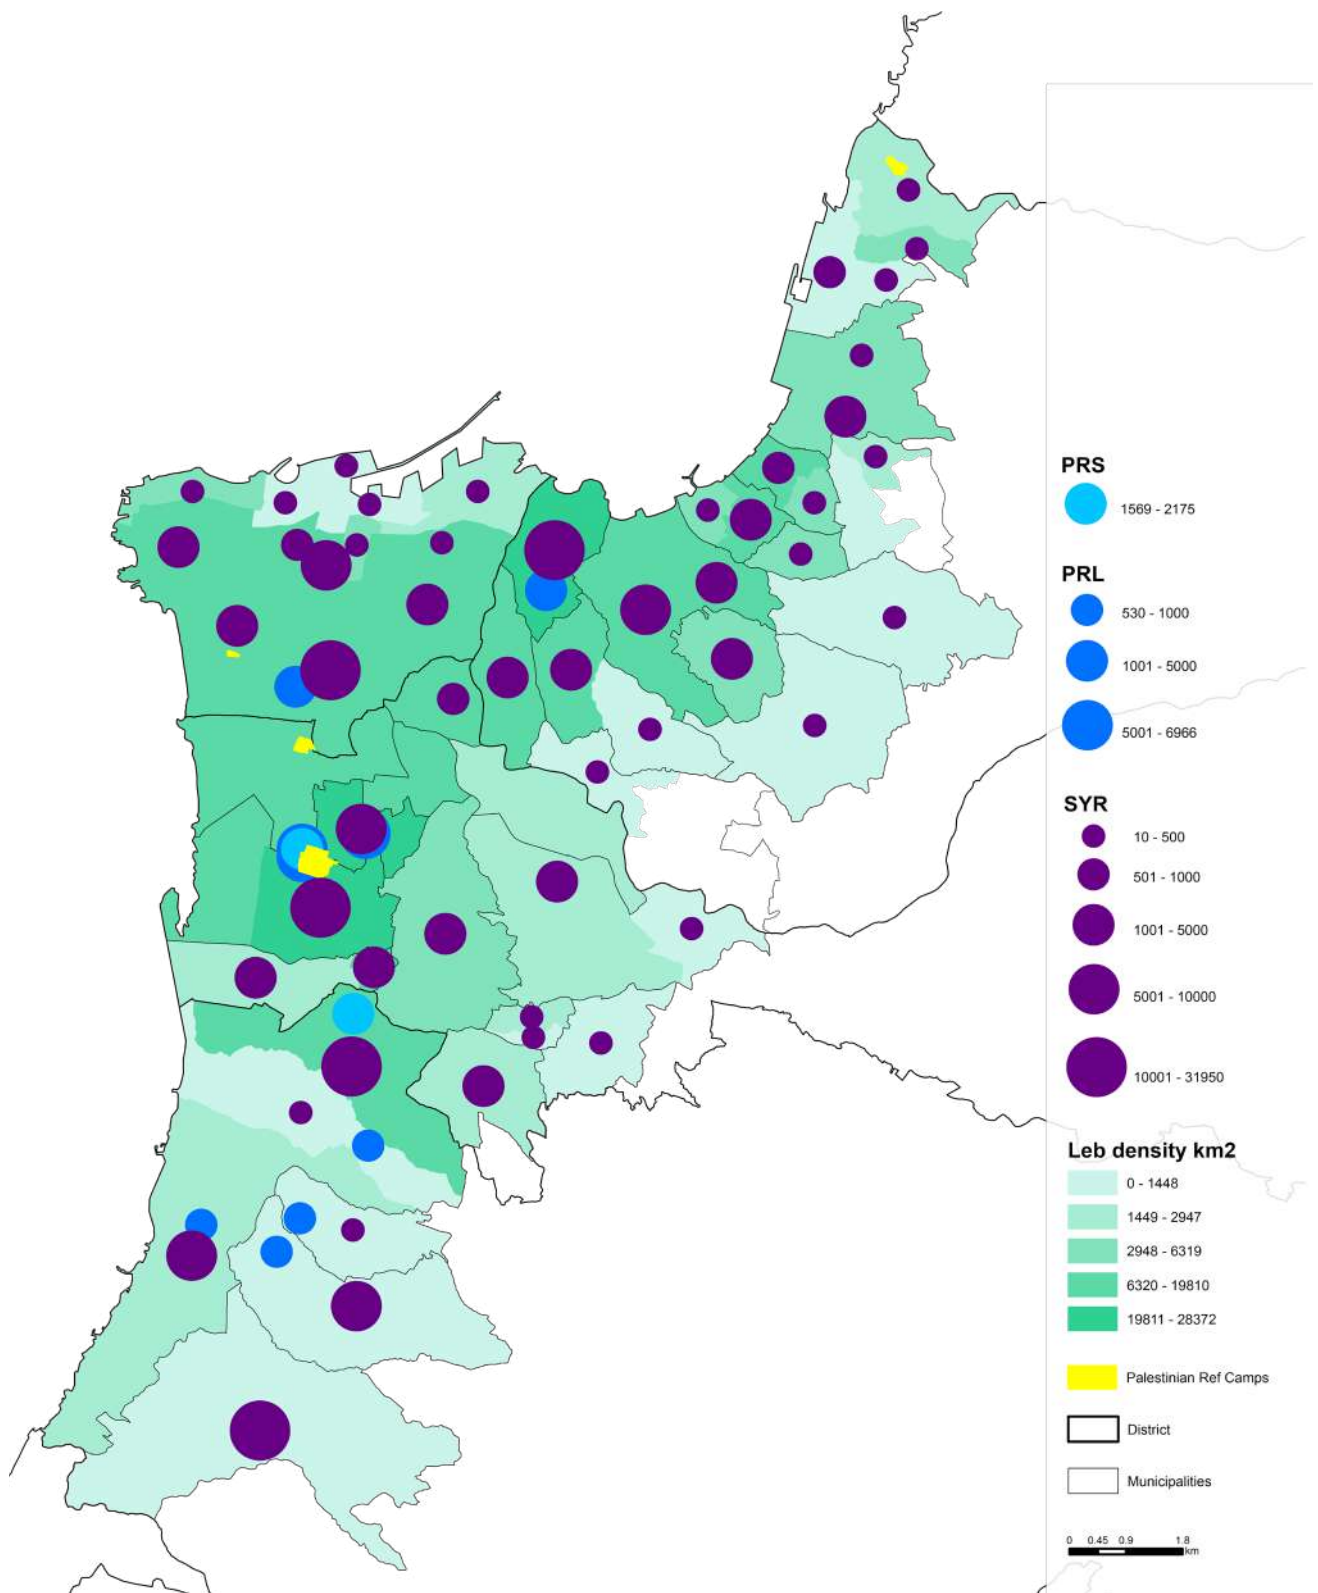 PRS
1569 - 2175
PRL
530 - 1000
1001 - 5000
5001 - 6966
SYR
10 - 500
501 - 1000
1001 - 5000
5001 - 10000
10001 - 31950
Leb density km2
0 - 1448
1449 - 2947
2948 - 6319
6320 - 19810
19811 - 28372
Palestinian Ref Camps
District
Municipalities
0 0.45 0.9 1.8
km